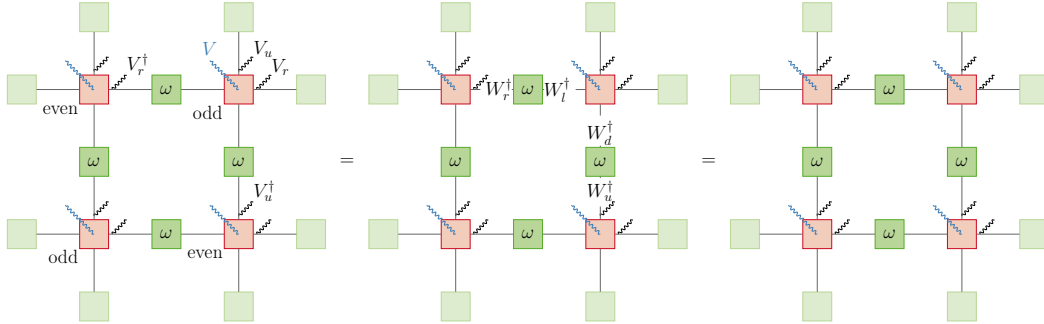 V V_u
V_r^† V_r
ω W_r^† ω W_l^† ω
even odd
W_d^†
ω ω = ω ω = ω ω
V_u^† W_u^†
ω ω ω
odd even